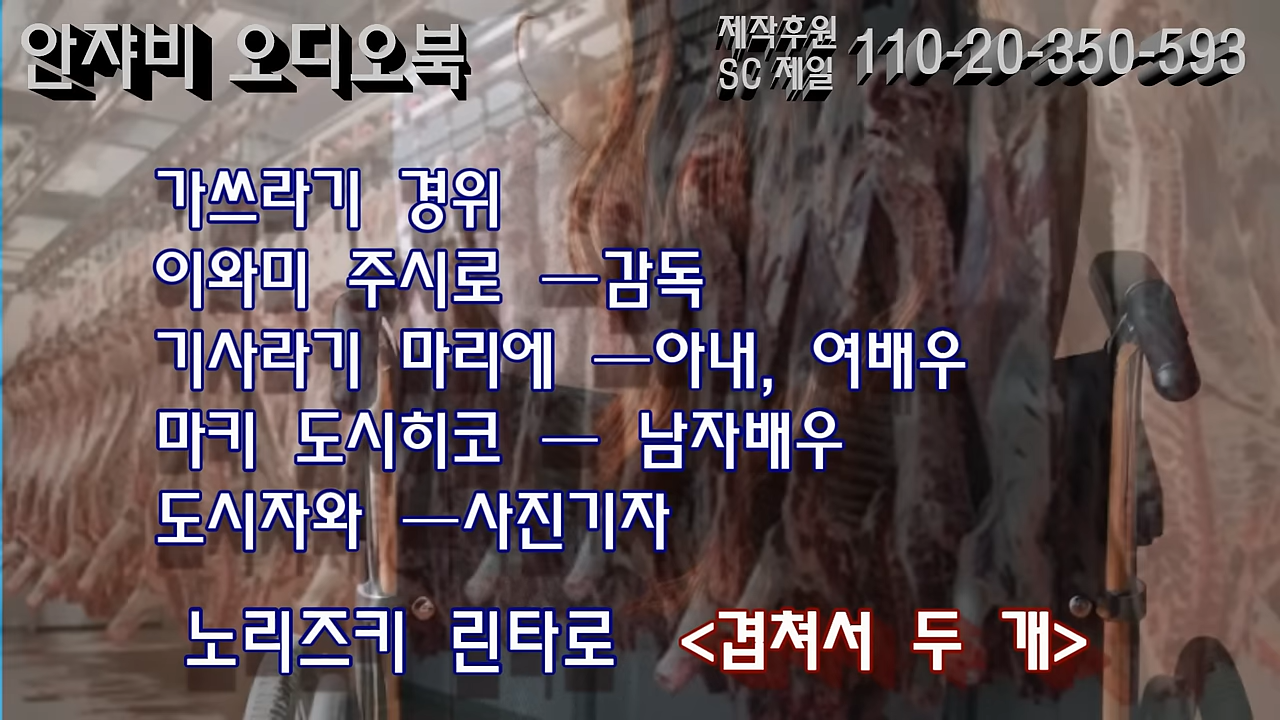 안쟈비 오디오북
제작후원
SC 제일
110-20-350-593
가쓰라기 경위
이와미 주시로 —감독
기사라기 마리에 —아내, 여배우
마키 도시히코 — 남자배우
도시자와 —사진기자
노리즈키 린타로 <겹쳐서 두 개>